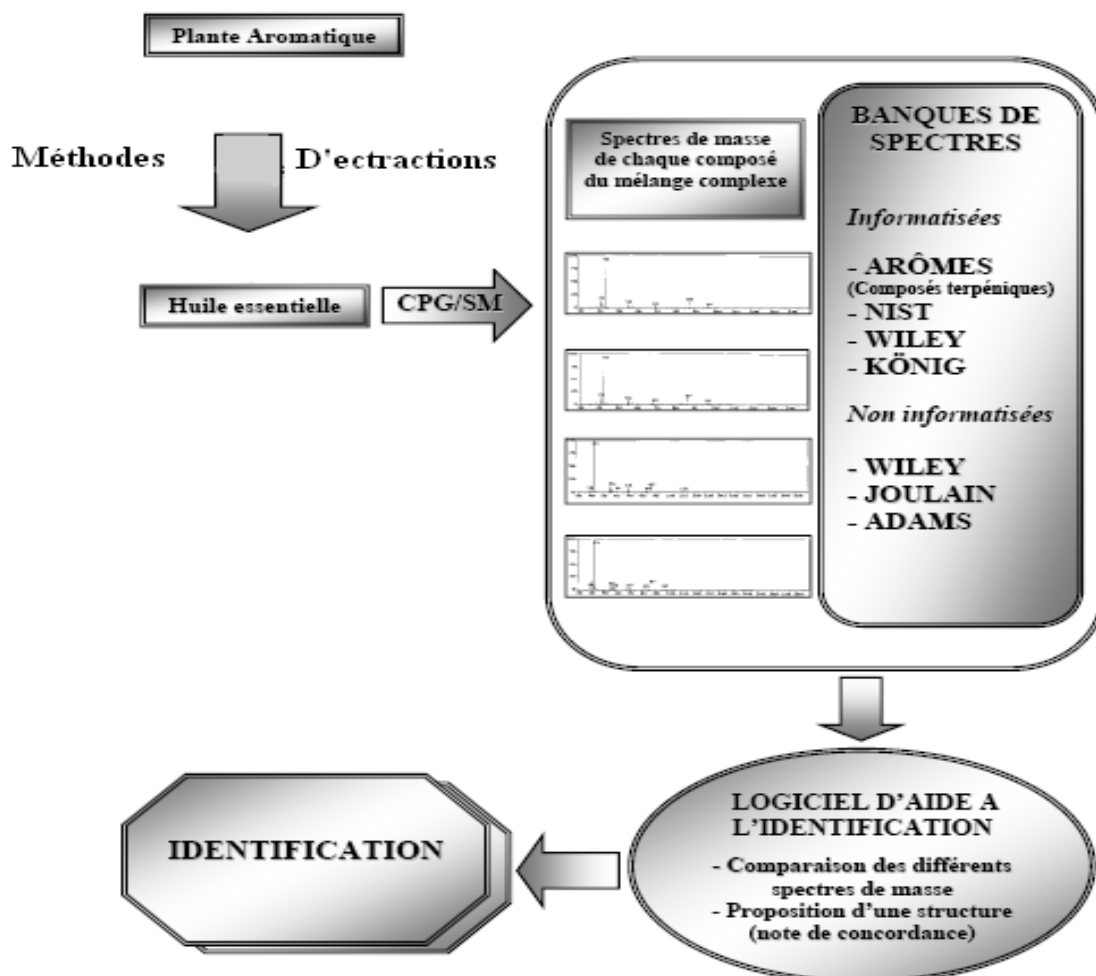 Plante Aromatique
Méthodes
D'ectractions
Huile essentielle
CPG/SM
Spectres de masse
de chaque composé
du mélange complexe
BANQUES DE
SPECTRES
Informatisées
- ARÔMES
(Composés terpéniques)
- NIST
- WILEY
- KÖNIG
Non informatisées
- WILEY
- JOULAIN
- ADAMS
LOGICIEL D'AIDE A
L'IDENTIFICATION
- Comparaison des différents
spectres de masse
- Proposition d'une structure
(note de concordance)
IDENTIFICATION